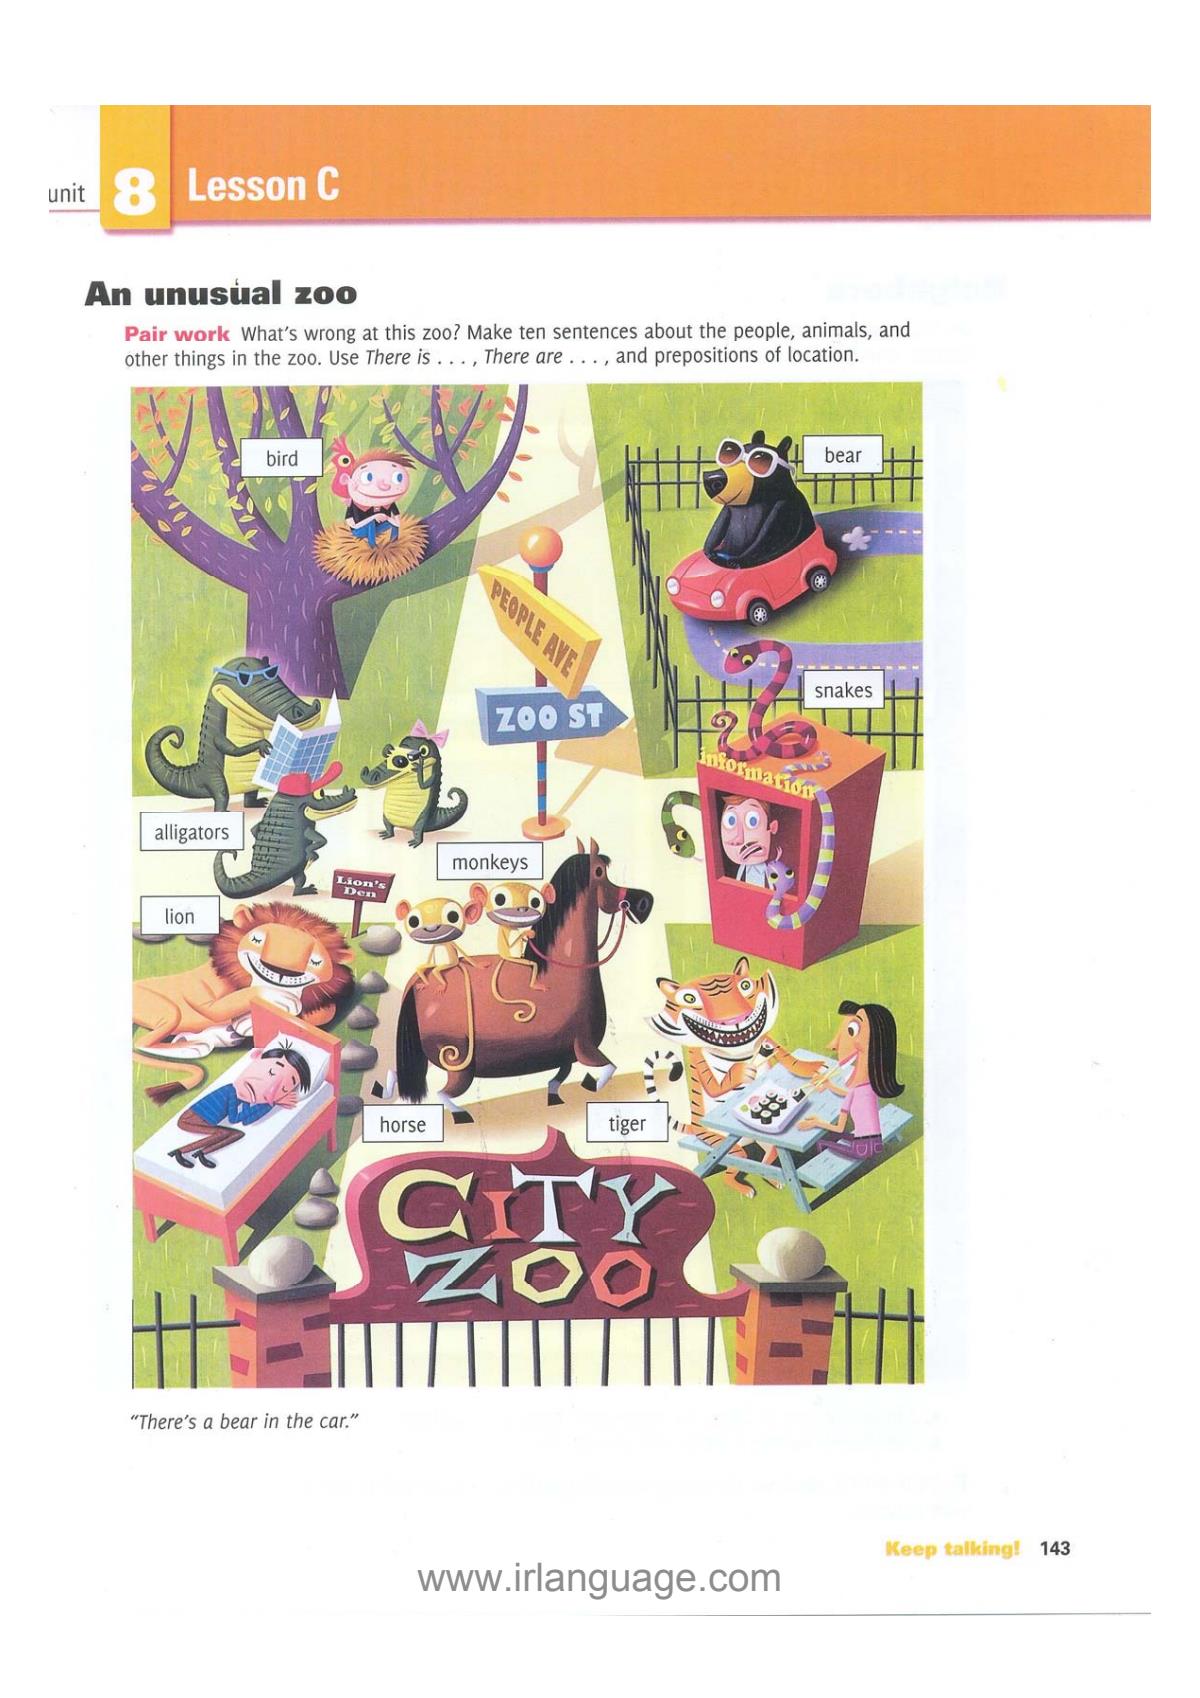 unit 8 Lesson C
An unusual zoo
Pair work What's wrong at this zoo? Make ten sentences about the people, animals, and
other things in the zoo. Use There is . . . , There are . . . , and prepositions of location.
bird
bear
PEOPLE AVE
ZOO ST
snakes
information
alligators
monkeys
Lion's
Den
lion
horse
tiger
CITY
ZOO
"There's a bear in the car."
Keep talking! 143
www.irlanguage.com